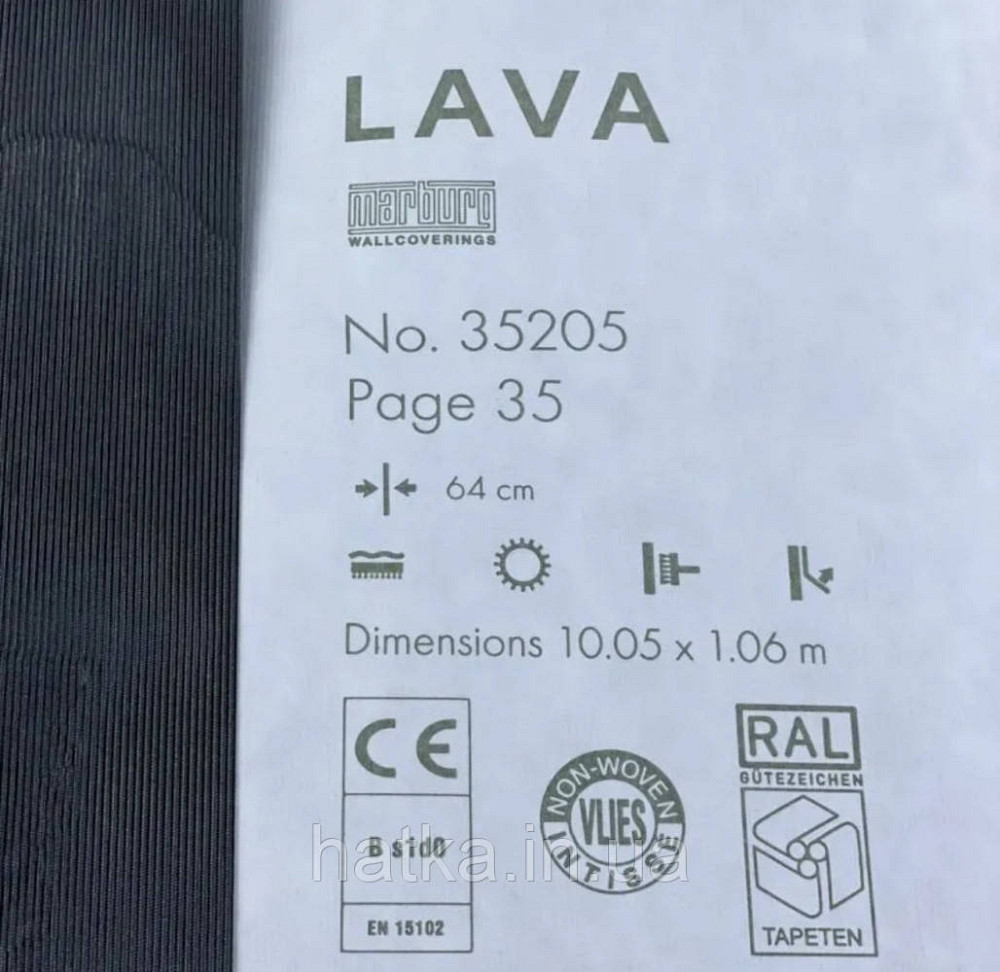 LAVA
marburg
WALLCOVERINGS
No. 35205
Page 35
64 cm
Dimensions 10.05 x 1.06 m
CE
B s1d0
EN 15102
NON-WOVEN
VLIES
INTISSE
RAL
GÜTEZEICHEN
TAPETEN
hatka.in.ua